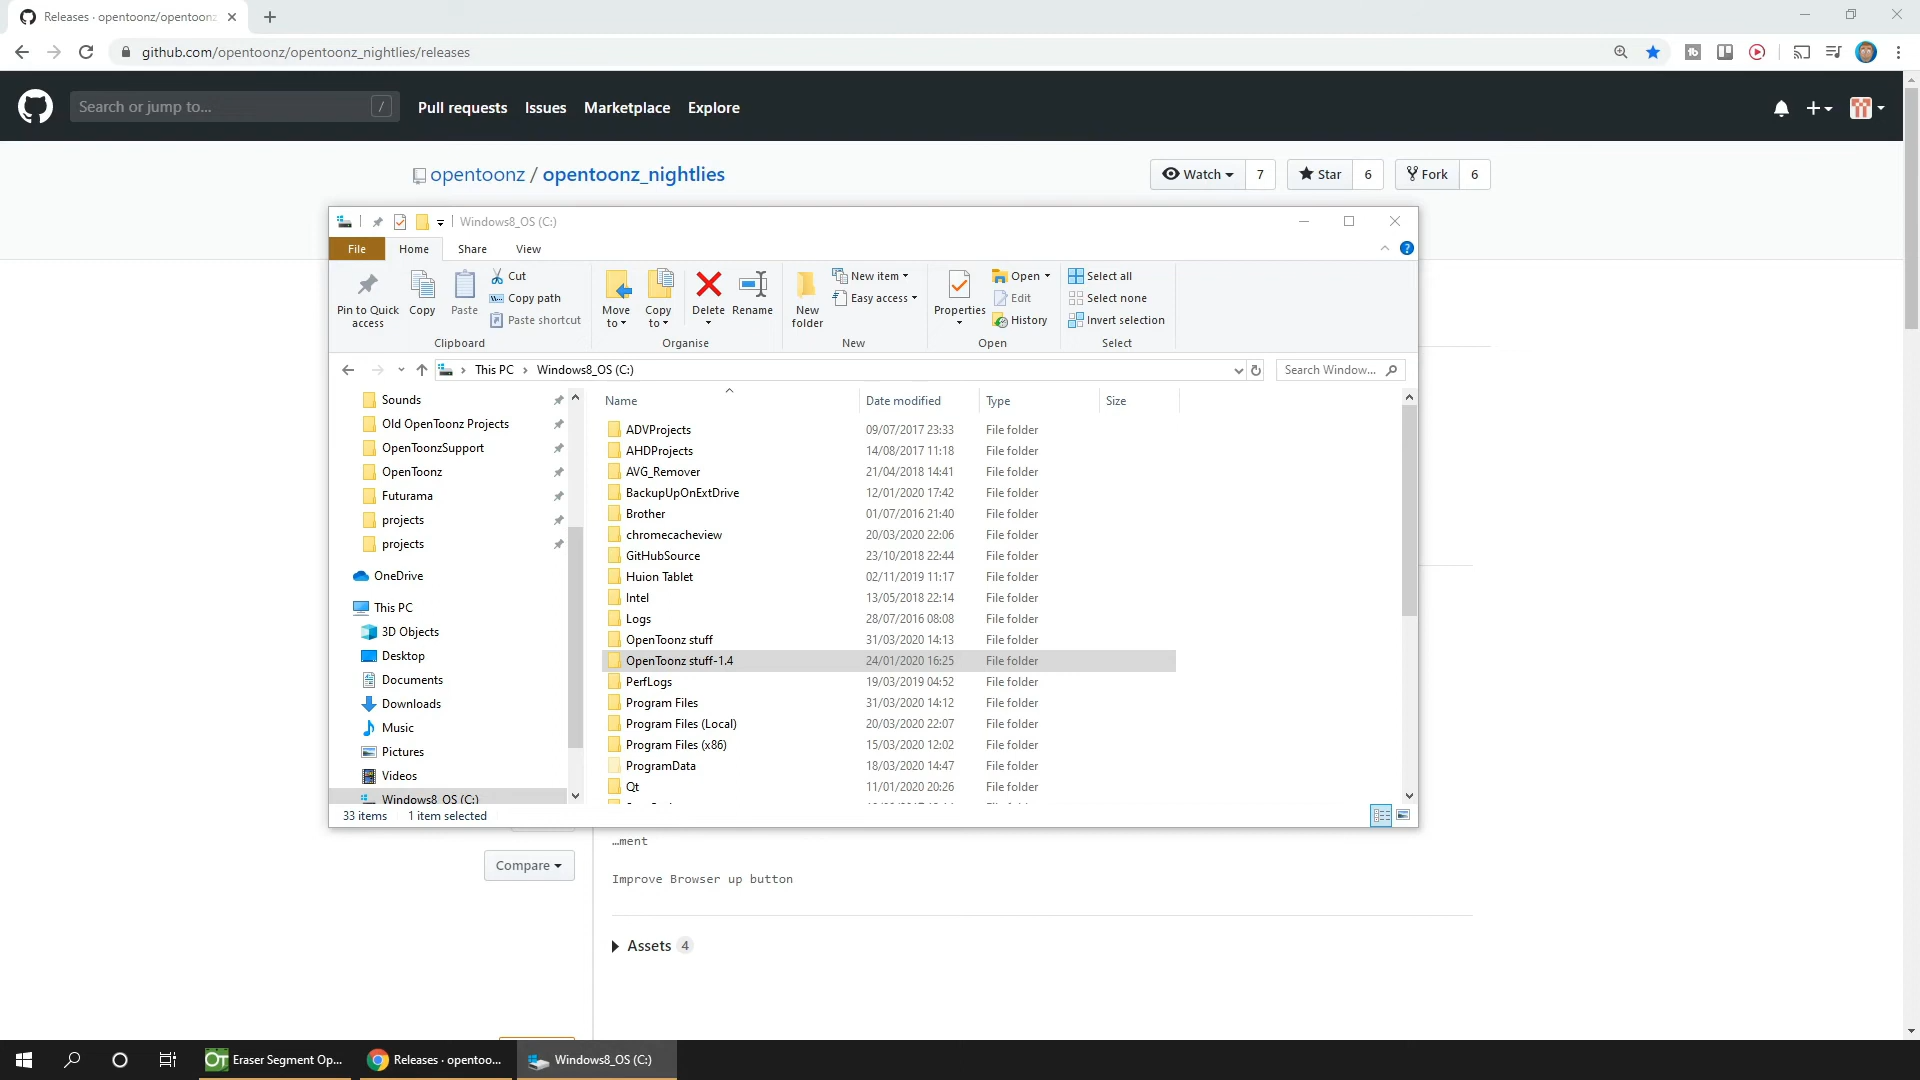 Releases · opentoonz/opentoonz
github.com/opentoonz/opentoonz_nightlies/releases
Search or jump to...
/
Pull requests
Issues
Marketplace
Explore
opentoonz / opentoonz_nightlies
Watch
7
Star
6
Fork
6
Windows8_OS (C:)
File
Home
Share
View
Pin to Quick access
Copy
Paste
Cut
Copy path
Paste shortcut
Clipboard
Move to
Copy to
Delete
Rename
Organise
New folder
New item
Easy access
New
Properties
Open
Edit
History
Open
Select all
Select none
Invert selection
Select
This PC
Windows8_OS (C:)
Search Window...
Sounds
Old OpenToonz Projects
OpenToonzSupport
OpenToonz
Futurama
projects
projects
OneDrive
This PC
3D Objects
Desktop
Documents
Downloads
Music
Pictures
Videos
Windows8_OS (C:)
Name Date modified Type Size
ADVProjects 09/07/2017 23:33 File folder
AHDProjects 14/08/2017 11:18 File folder
AVG_Remover 21/04/2018 14:41 File folder
BackupUpOnExtDrive 12/01/2020 17:42 File folder
Brother 01/07/2016 21:40 File folder
chromecacheview 20/03/2020 22:06 File folder
GitHubSource 23/10/2018 22:44 File folder
Huion Tablet 02/11/2019 11:17 File folder
Intel 13/05/2018 22:14 File folder
Logs 28/07/2016 08:08 File folder
OpenToonz stuff 31/03/2020 14:13 File folder
OpenToonz stuff-1.4 24/01/2020 16:25 File folder
PerfLogs 19/03/2019 04:52 File folder
Program Files 31/03/2020 14:12 File folder
Program Files (Local) 20/03/2020 22:07 File folder
Program Files (x86) 15/03/2020 12:02 File folder
ProgramData 18/03/2020 14:47 File folder
Qt 11/01/2020 20:26 File folder
33 items
1 item selected
…ment
Compare
Improve Browser up button
Assets 4
Eraser Segment Op...
Releases · opentoo...
Windows8_OS (C:)